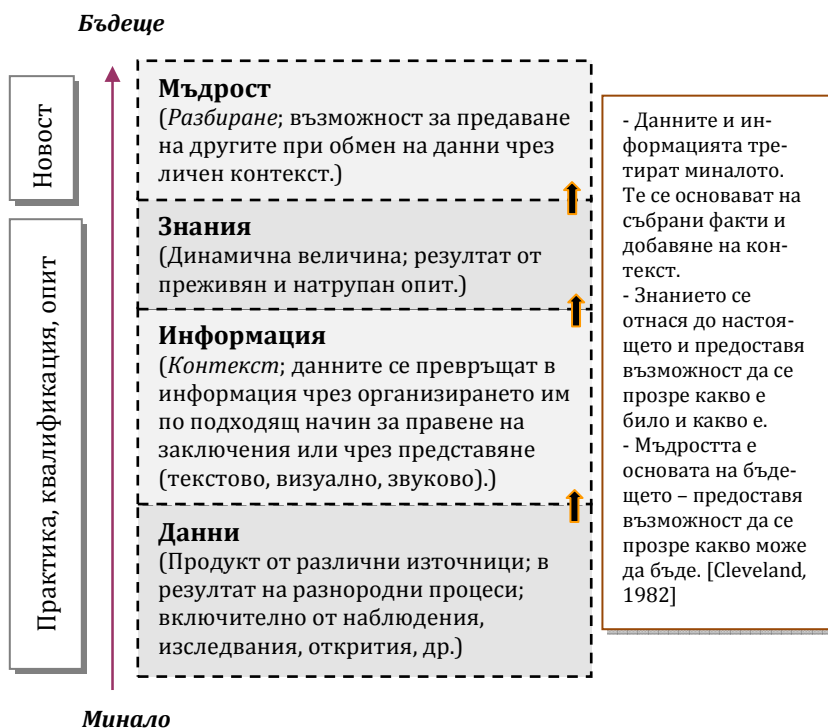 Бъдеще
Новост
Практика, квалификация, опит
Мъдрост
(Разбиране; възможност за предаване
на другите при обмен на данни чрез
личен контекст.)
Знания
(Динамична величина; резултат от
преживян и натрупан опит.)
Информация
(Контекст; данните се превръщат в
информация чрез организирането им
по подходящ начин за правене на
заключения или чрез представяне
(текстово, визуално, звуково).)
Данни
(Продукт от различни източници; в
резултат на разнородни процеси;
включително от наблюдения,
изследвания, открития, др.)
- Данните и ин-
формацията тре-
тират миналото.
Те се основават на
събрани факти и
добавяне на кон-
текст.
- Знанието се
отнася до настоя-
щето и предоставя
възможност да се
прозре какво е
било и какво е.
- Мъдростта е
основата на бъде-
щето – предоставя
възможност да се
прозре какво може
да бъде. [Cleveland,
1982]
Минало